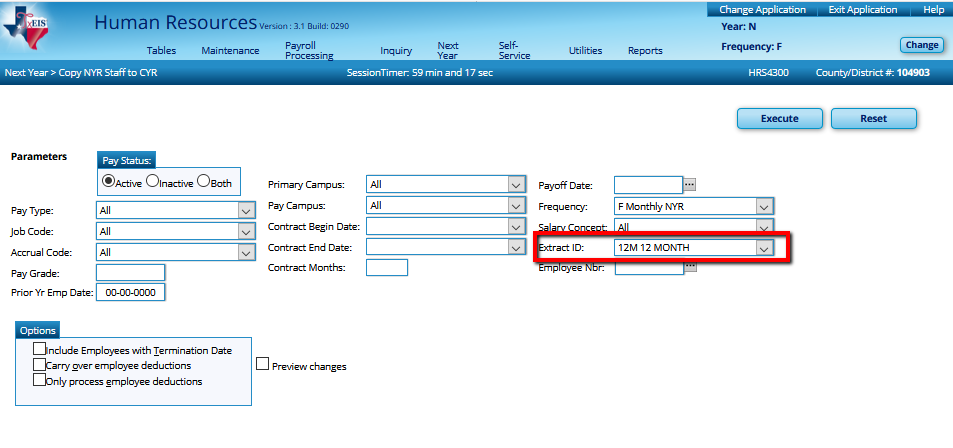 TxEIS
Human Resources Version : 3.1 Build: 0290
Change Application Exit Application Help
Year: N
Frequency: F Change
Tables Maintenance Payroll Processing Inquiry Next Year Self-Service Utilities Reports
Next Year > Copy NYR Staff to CYR SessionTimer: 59 min and 17 sec HRS4300 County/District #: 104903
Execute Reset
Parameters
Pay Status:
Active Inactive Both
Pay Type: All
Job Code: All
Accrual Code: All
Pay Grade:
Prior Yr Emp Date: 00-00-0000
Primary Campus: All
Pay Campus: All
Contract Begin Date:
Contract End Date:
Contract Months:
Payoff Date: ...
Frequency: F Monthly NYR
Salary Concept: All
Extract ID: 12M 12 MONTH
Employee Nbr: ...
Options
Include Employees with Termination Date
Carry over employee deductions
Only process employee deductions
Preview changes